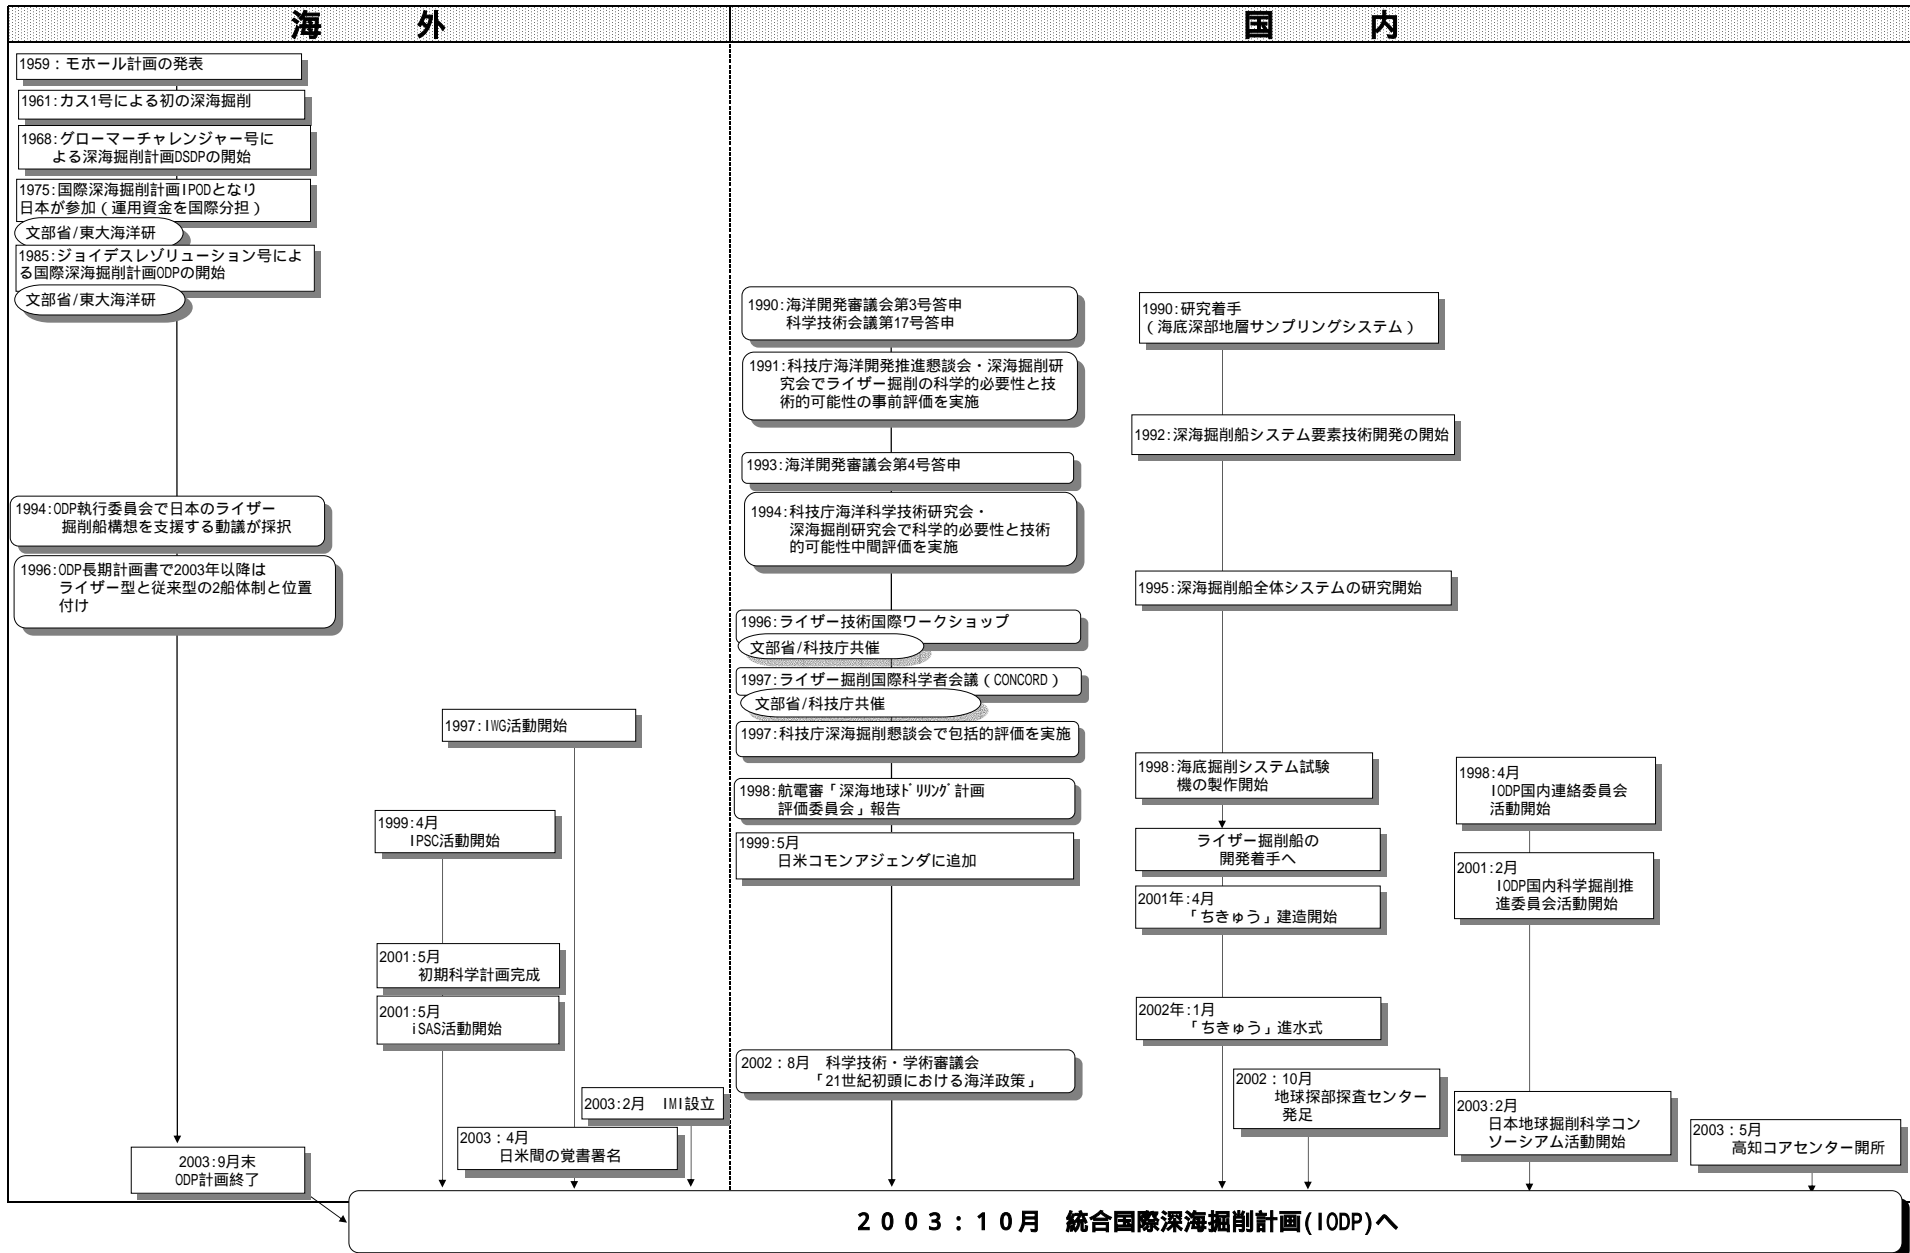 海　外
国　内
1959：モホール計画の発表
1961:カス1号による初の深海掘削
1968:グローマーチャレンジャー号に
よる深海掘削計画DSDPの開始
1975:国際深海掘削計画IPODとなり
日本が参加（運用資金を国際分担）
文部省/東大海洋研
1985:ジョイデスレゾリューション号によ
る国際深海掘削計画ODPの開始
文部省/東大海洋研
1994:ODP執行委員会で日本のライザー
掘削船構想を支援する動議が採択
1996:ODP長期計画書で2003年以降は
ライザー型と従来型の2船体制と位置
付け
1997:IWG活動開始
1999:4月
IPSC活動開始
2001:5月
初期科学計画完成
2001:5月
iSAS活動開始
2003:2月　IMI設立
2003：4月
日米間の覚書署名
2003:9月末
ODP計画終了
1990:海洋開発審議会第3号答申
科学技術会議第17号答申
1991:科技庁海洋開発推進懇談会・深海掘削研
究会でライザー掘削の科学的必要性と技
術的可能性の事前評価を実施
1993:海洋開発審議会第4号答申
1994:科技庁海洋科学技術研究会・
深海掘削研究会で科学的必要性と技術
的可能性中間評価を実施
1996:ライザー技術国際ワークショップ
文部省/科技庁共催
1997:ライザー掘削国際科学者会議（CONCORD）
文部省/科技庁共催
1997:科技庁深海掘削懇談会で包括的評価を実施
1998:航電審「深海地球ﾄﾞﾘﾘﾝｸﾞ計画
評価委員会」報告
1999:5月
日米コモンアジェンダに追加
2002：8月　科学技術・学術審議会
「21世紀初頭における海洋政策」
1990:研究着手
（海底深部地層サンプリングシステム）
1992:深海掘削船システム要素技術開発の開始
1995:深海掘削船全体システムの研究開始
1998:海底掘削システム試験
機の製作開始
ライザー掘削船の
開発着手へ
2001年:4月
「ちきゅう」建造開始
2002年:1月
「ちきゅう」進水式
2002：10月
地球探部探査センター
発足
1998:4月
IODP国内連絡委員会
活動開始
2001:2月
IODP国内科学掘削推
進委員会活動開始
2003:2月
日本地球掘削科学コン
ソーシアム活動開始
2003：5月
高知コアセンター開所
２００３：１０月　統合国際深海掘削計画(IODP)へ